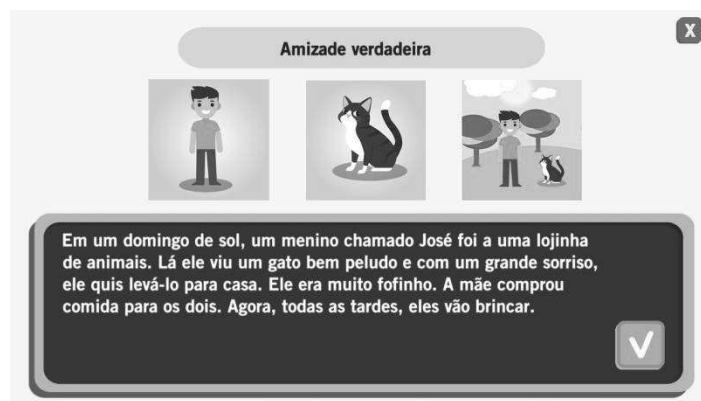 X
Amizade verdadeira
Em um domingo de sol, um menino chamado José foi a uma lojinha
de animais. Lá ele viu um gato bem peludo e com um grande sorriso,
ele quis levá-lo para casa. Ele era muito fofinho. A mãe comprou
comida para os dois. Agora, todas as tardes, eles vão brincar.